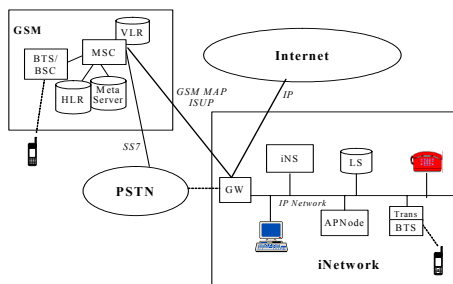 GSM
VLR
MSC
BTS/
BSC
HLR
Meta
Server
Internet
GSM MAP
ISUP
IP
SS7
PSTN
GW
iNS
LS
IP Network
APNode
Trans
BTS
iNetwork